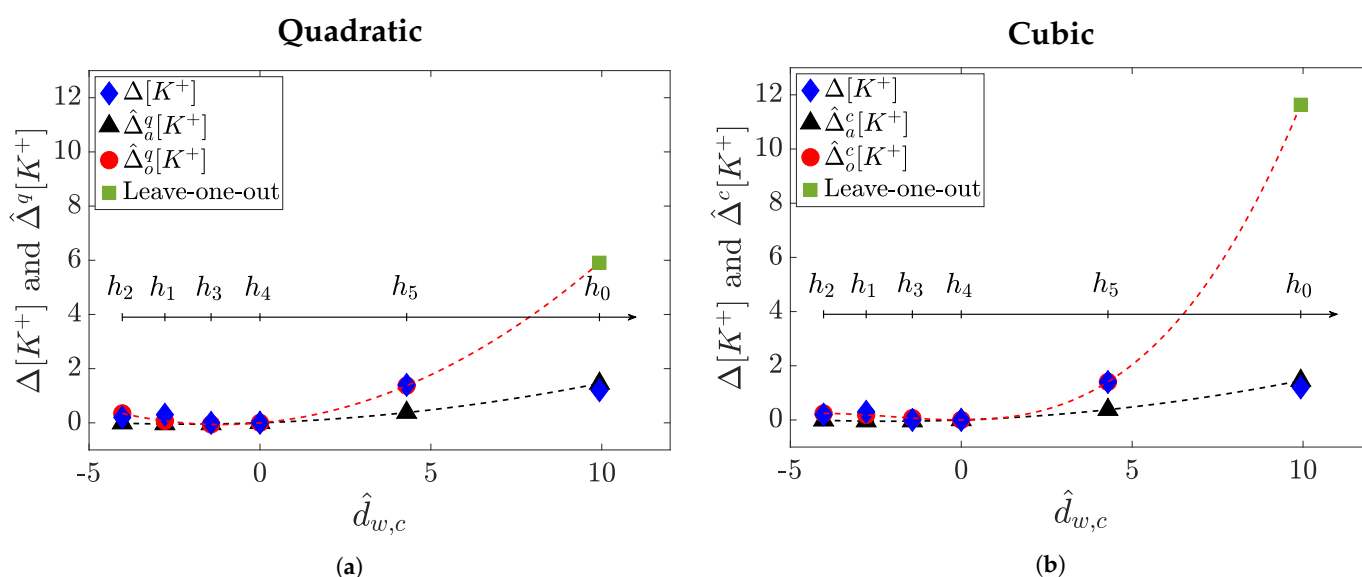 Quadratic
Δ[K⁺] and Δ̂^q[K⁺]
12
10
8
6
4
2
0
Δ[K⁺]
Δ̂ₐ^q[K⁺]
Δ̂ₒ^q[K⁺]
Leave-one-out
h₂ h₁ h₃ h₄ h₅ h₀
-5 0 5 10
d̂_{w,c}
(a)
Cubic
Δ[K⁺] and Δ̂^c[K⁺]
12
10
8
6
4
2
0
Δ[K⁺]
Δ̂ₐ^c[K⁺]
Δ̂ₒ^c[K⁺]
Leave-one-out
h₂ h₁ h₃ h₄ h₅ h₀
-5 0 5 10
d̂_{w,c}
(b)